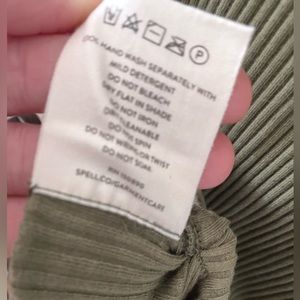 COOL HAND WASH SEPARATELY WITH
MILD DETERGENT
DO NOT BLEACH
DRY FLAT IN SHADE
DO NOT IRON
DRY CLEANABLE
DO NOT SPIN
DO NOT WRING OR TWIST
DO NOT SOAK
SPELL.CO/GARMENTCARE